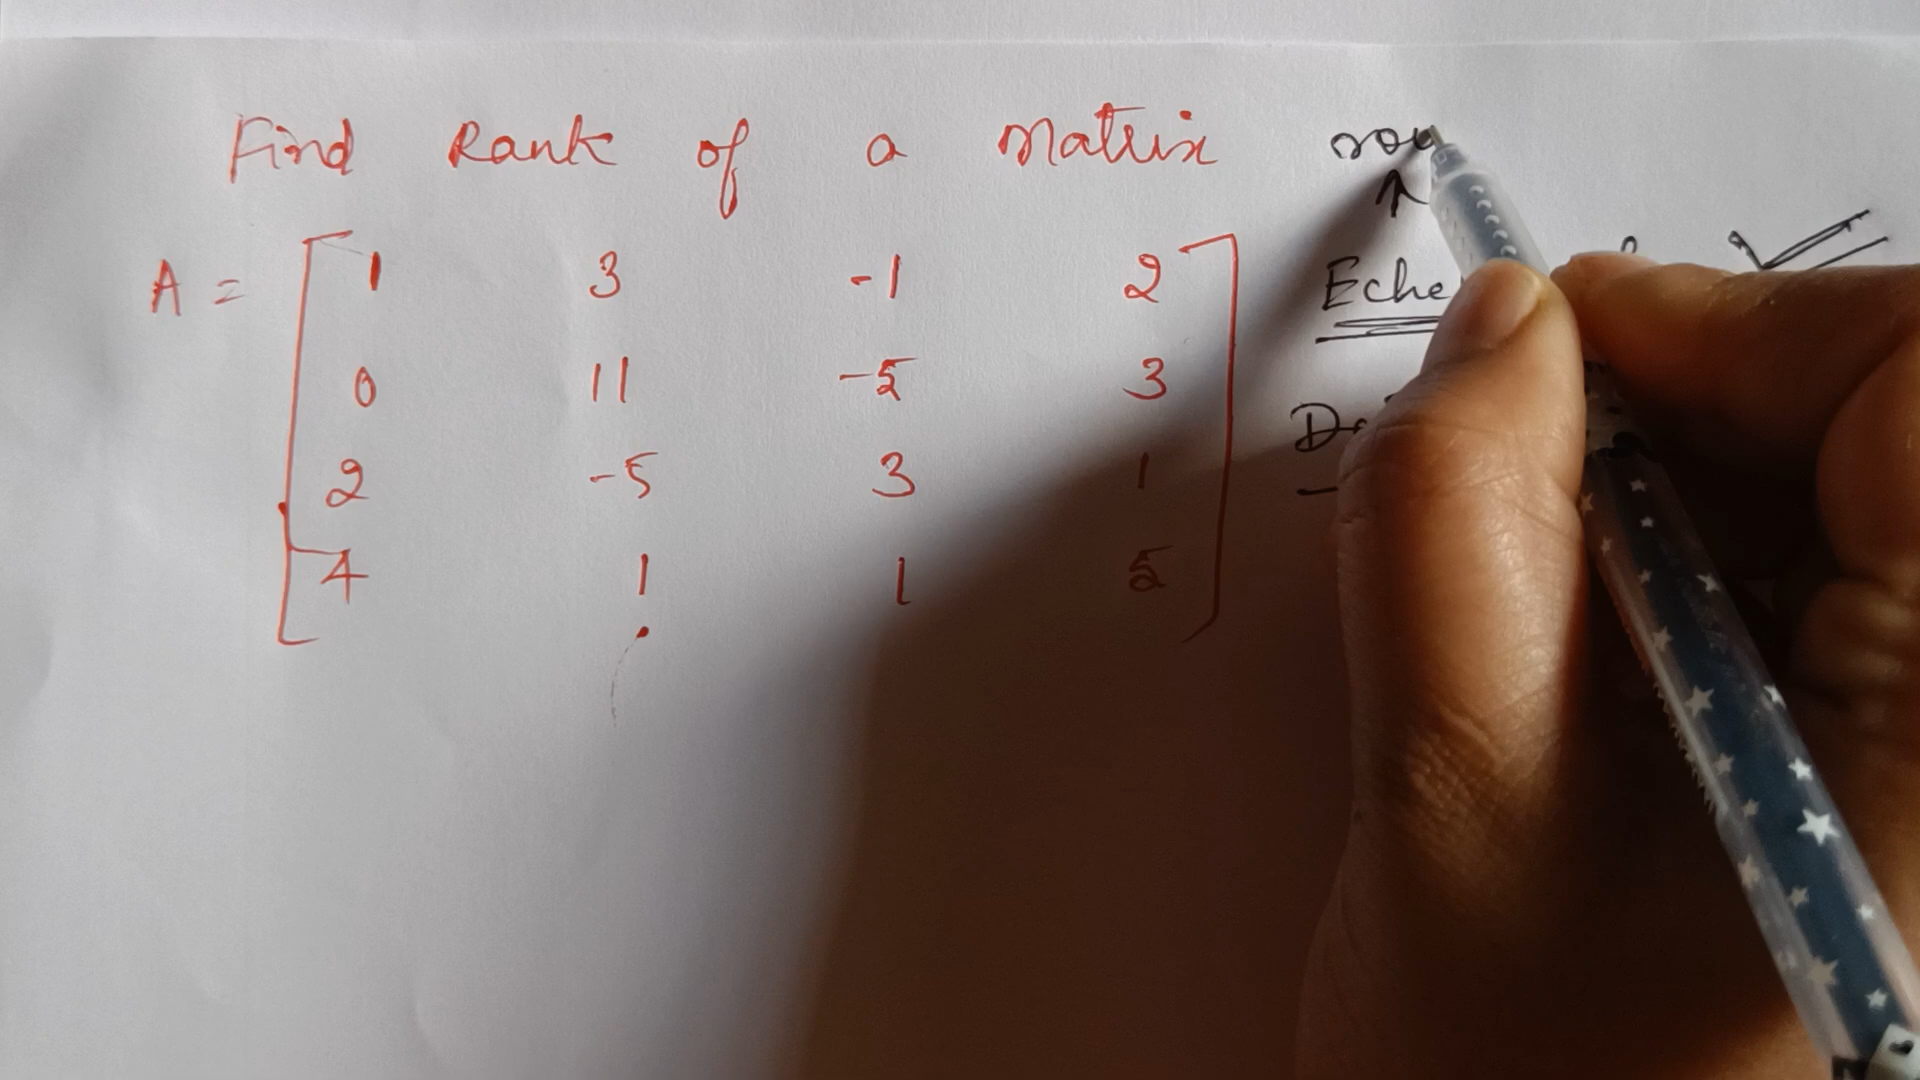 Find Rank of a Matrix row
A = [ 1 3 -1 2
0 11 -5 3
2 -5 3 1
4 1 1 5 ]